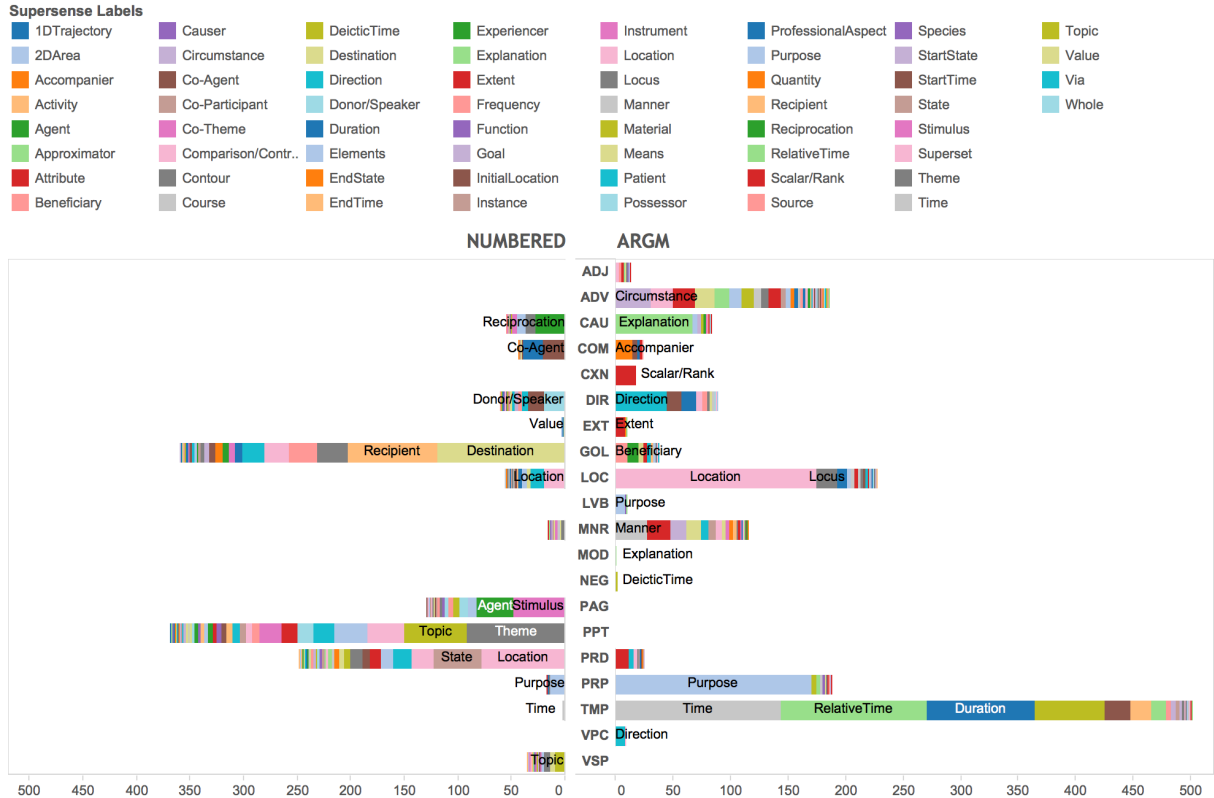 Supersense Labels
1DTrajectory Causer DeicticTime Experiencer Instrument ProfessionalAspect Species Topic
2DArea Circumstance Destination Explanation Location Purpose StartState Value
Accompanier Co-Agent Direction Extent Locus Quantity StartTime Via
Activity Co-Participant Donor/Speaker Frequency Manner Recipient State Whole
Agent Co-Theme Duration Function Material Reciprocation Stimulus
Approximator Comparison/Contr.. Elements Goal Means RelativeTime Superset
Attribute Contour EndState InitialLocation Patient Scalar/Rank Theme
Beneficiary Course EndTime Instance Possessor Source Time
NUMBERED ARGM
ADJ
ADV Circumstance
Reciprocation CAU Explanation
Co-Agent COM Accompanier
CXN Scalar/Rank
Donor/Speaker DIR Direction
Value EXT Extent
Recipient Destination GOL Beneficiary
Location LOC Location Locus
LVB Purpose
MNR Manner
MOD Explanation
NEG DeicticTime
Agent Stimulus PAG
Topic Theme PPT
State Location PRD
Purpose PRP Purpose
Time TMP Time RelativeTime Duration
VPC Direction
Topic VSP
500 450 400 350 300 250 200 150 100 50 0 0 50 100 150 200 250 300 350 400 450 500